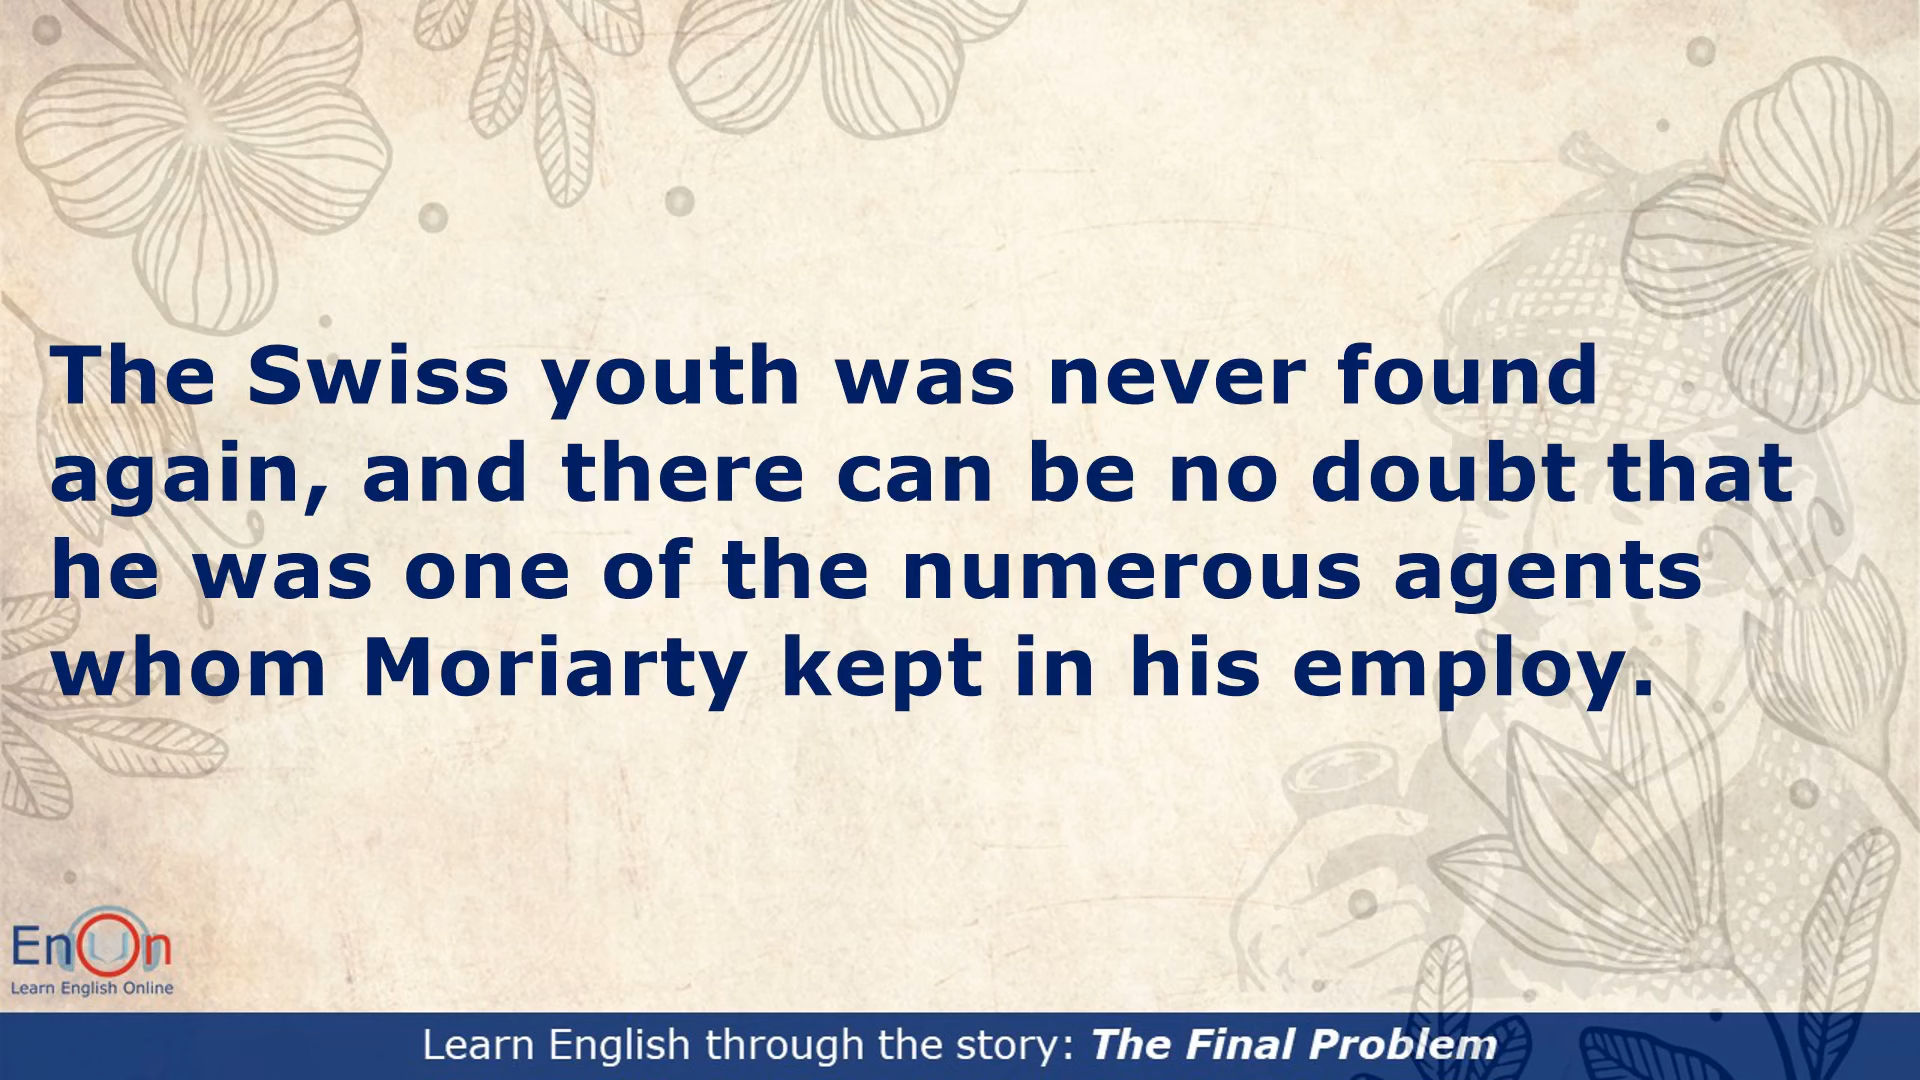 The Swiss youth was never found
again, and there can be no doubt that
he was one of the numerous agents
whom Moriarty kept in his employ.
EnOn
Learn English Online
Learn English through the story: The Final Problem